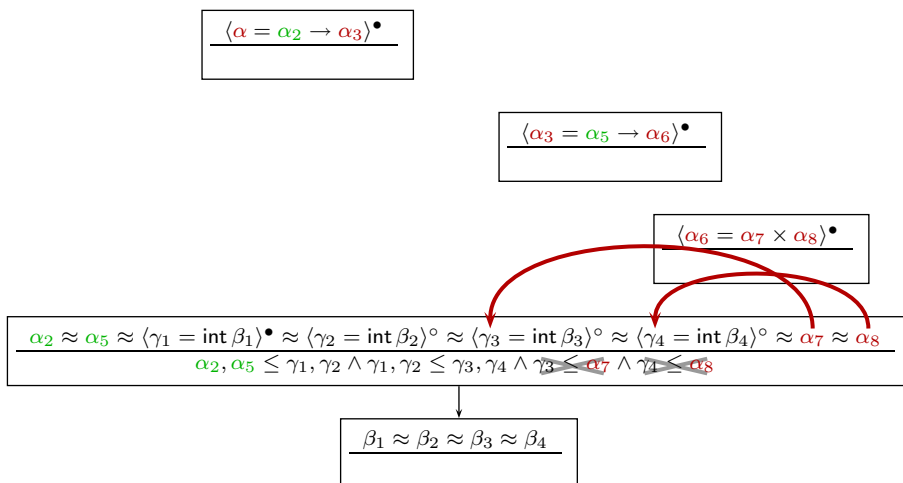 ⟨α = α₂ → α₃⟩•
⟨α₃ = α₅ → α₆⟩•
⟨α₆ = α₇ × α₈⟩•
α₂ ≈ α₅ ≈ ⟨γ₁ = int β₁⟩• ≈ ⟨γ₂ = int β₂⟩° ≈ ⟨γ₃ = int β₃⟩° ≈ ⟨γ₄ = int β₄⟩° ≈ α₇ ≈ α₈
α₂, α₅ ≤ γ₁, γ₂ ∧ γ₁, γ₂ ≤ γ₃, γ₄ ∧ γ₃ ≤ α₇ ∧ γ₄ ≤ α₈
β₁ ≈ β₂ ≈ β₃ ≈ β₄